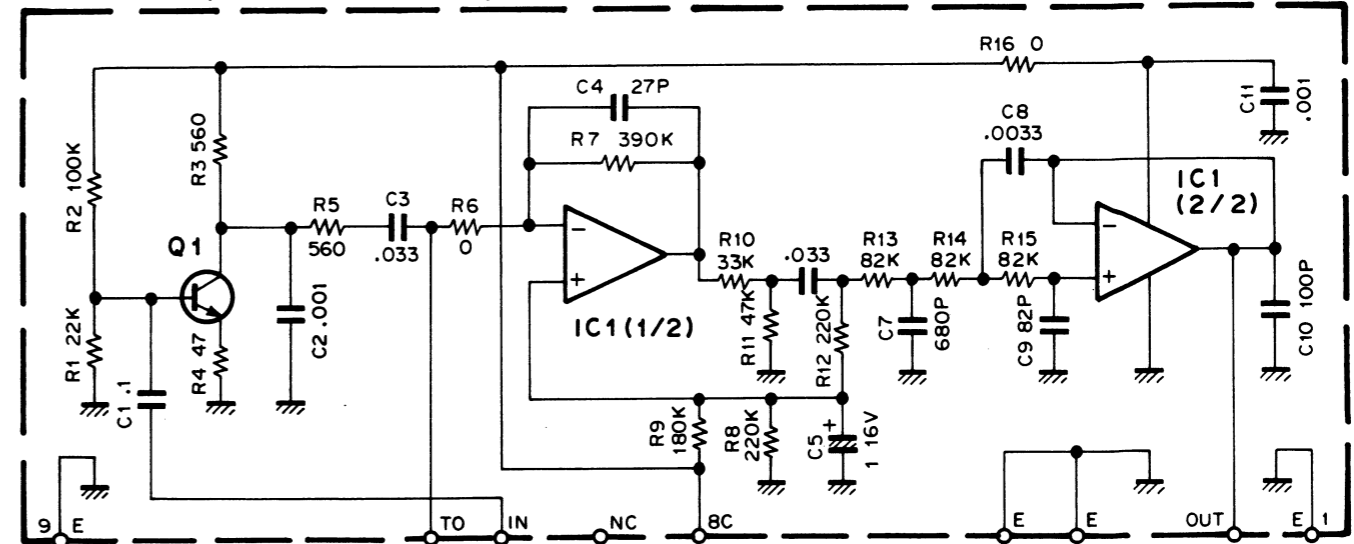 R16 0
C11 .001
C4 27P
C8
.0033
R7 390K
R3 560
R2 100K
IC1
(2/2)
R5
560
C3
.033
R6
0
Q1
−
+
−
+
R10
33K
.033
R13
82K
R14
82K
R15
82K
IC1(1/2)
R1 22K
R4 47
C2 .001
R11 47K
R12 220K
C7
680P
C9 82P
C10 100P
C1 .1
R9
180K
R8
220K
C5
+
1 16V
9 E
TO
IN
NC
8C
E
E
OUT
E 1